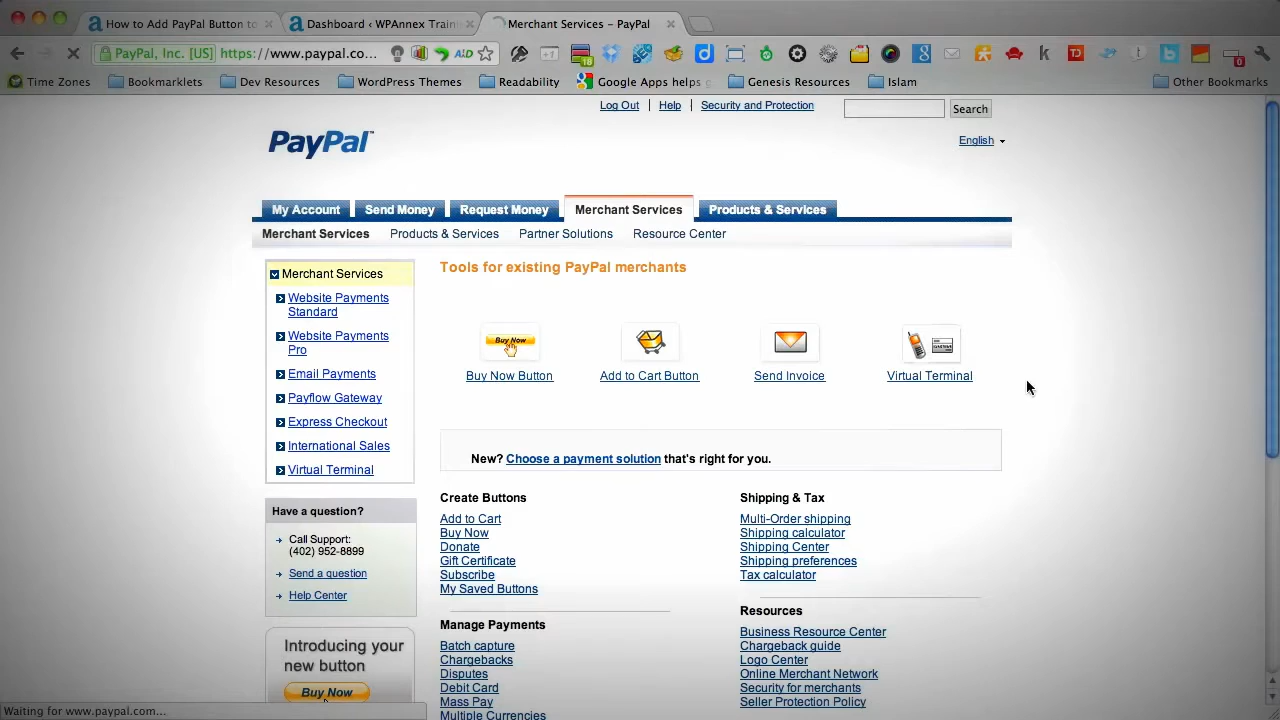 How to Add PayPal Button to
Dashboard ‹ WPAnnex Train
Merchant Services – PayPal
PayPal, Inc. [US]
https://www.paypal.co...
Time Zones
Bookmarklets
Dev Resources
WordPress Themes
Readability
Google Apps helps
Genesis Resources
Islam
Other Bookmarks
Log Out
Help
Security and Protection
Search
PayPal™
English
My Account
Send Money
Request Money
Merchant Services
Products & Services
Merchant Services
Products & Services
Partner Solutions
Resource Center
Merchant Services
Website Payments
Standard
Website Payments
Pro
Email Payments
Payflow Gateway
Express Checkout
International Sales
Virtual Terminal
Have a question?
Call Support:
(402) 952-8899
Send a question
Help Center
Introducing your
new button
Buy Now
Tools for existing PayPal merchants
Buy Now
Buy Now Button
Add to Cart Button
Send Invoice
Virtual Terminal
New? Choose a payment solution that's right for you.
Create Buttons
Add to Cart
Buy Now
Donate
Gift Certificate
Subscribe
My Saved Buttons
Manage Payments
Batch capture
Chargebacks
Disputes
Debit Card
Mass Pay
Multiple Currencies
Shipping & Tax
Multi-Order shipping
Shipping calculator
Shipping Center
Shipping preferences
Tax calculator
Resources
Business Resource Center
Chargeback guide
Logo Center
Online Merchant Network
Security for merchants
Seller Protection Policy
Waiting for www.paypal.com...